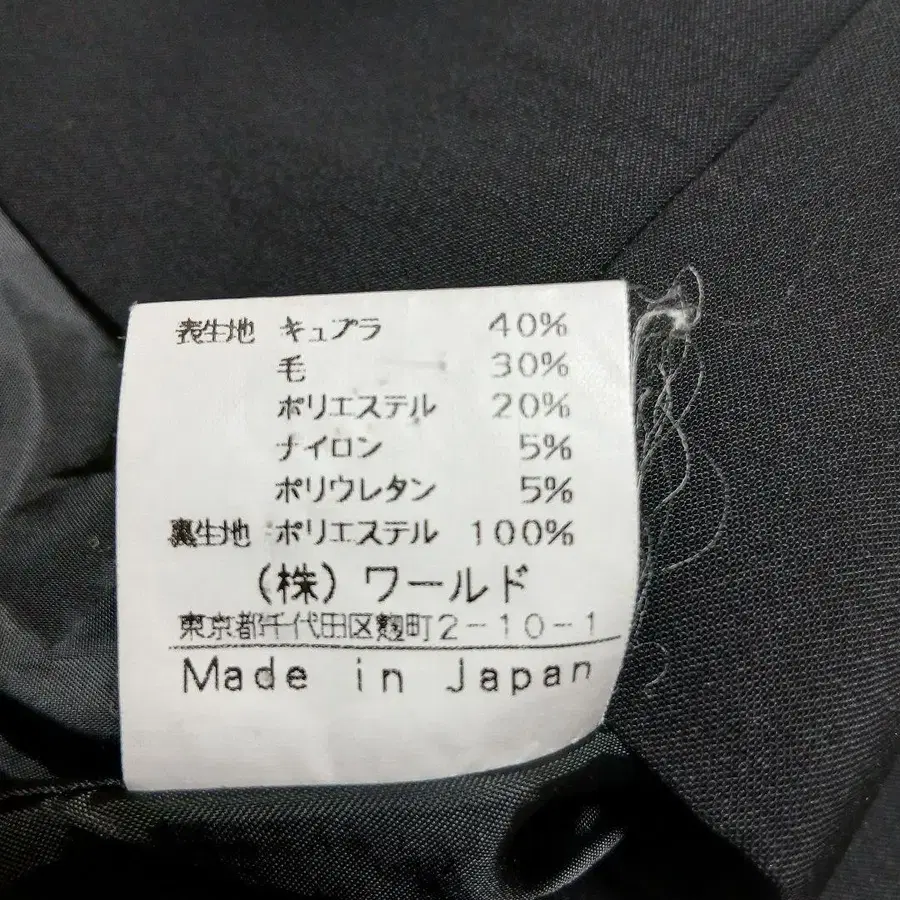 表生地 キュプラ 40%
毛 30%
ポリエステル 20%
ナイロン 5%
ポリウレタン 5%
裏生地 ポリエステル 100%
(株) ワールド
東京都千代田区麹町2-10-1
Made in Japan